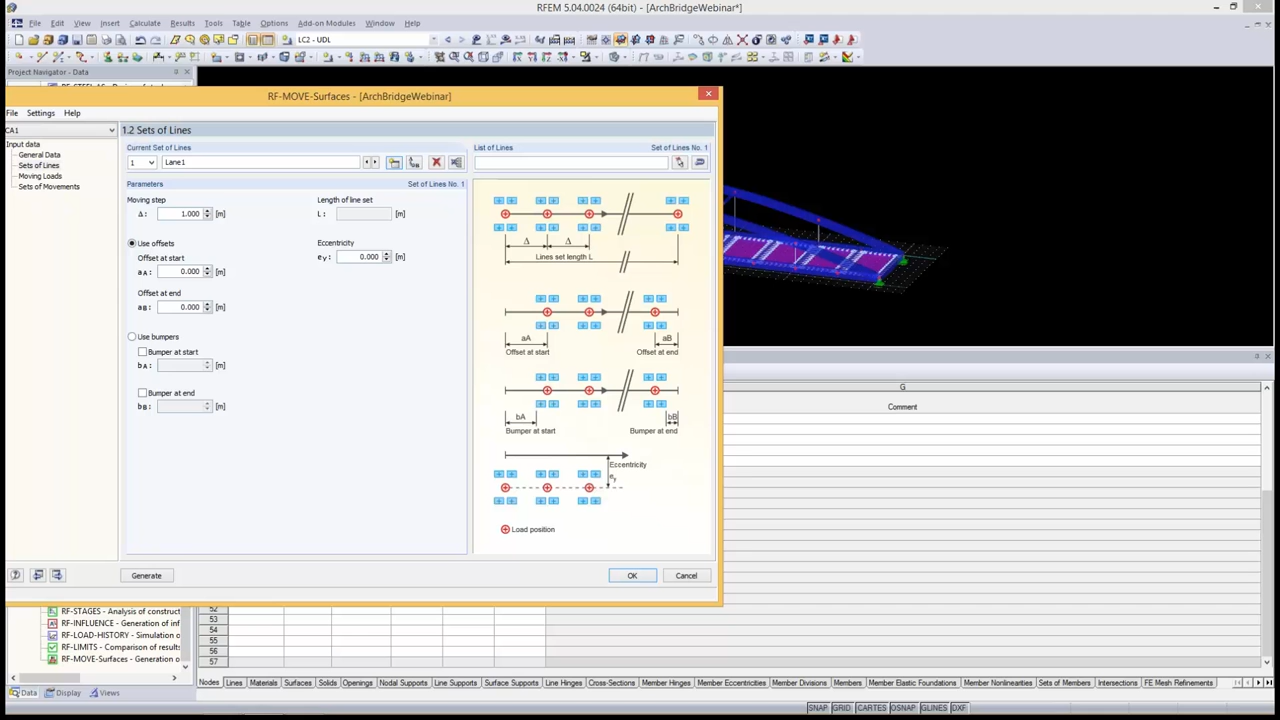 RFEM 5.04.0024 (64bit) - [ArchBridgeWebinar*]
File Edit View Insert Calculate Results Tools Table Options Add-on Modules Window Help
LC2 - UDL
Project Navigator - Data
RF-MOVE-Surfaces - [ArchBridgeWebinar]
File Settings Help
CA1
1.2 Sets of Lines
Input data
General Data
Sets of Lines
Moving Loads
Sets of Movements
Current Set of Lines
List of Lines
Set of Lines No. 1
1 Lane1
Parameters
Set of Lines No. 1
Moving step
Length of line set
Δ: 1.000 [m]
L: [m]
Use offsets
Eccentricity
Offset at start
ey: 0.000 [m]
aA: 0.000 [m]
Offset at end
aB: 0.000 [m]
Use bumpers
Bumper at start
bA: [m]
Bumper at end
bB: [m]
Δ Δ
Lines set length L
aA aB
Offset at start Offset at end
bA bB
Bumper at start Bumper at end
Eccentricity
ey
Load position
Generate
OK
Cancel
G
Comment
RF-STAGES - Analysis of construct
RF-INFLUENCE - Generation of inf
RF-LOAD-HISTORY - Simulation o
RF-LIMITS - Comparison of results
RF-MOVE-Surfaces - Generation o
52
53
54
55
56
57
Data Display Views
Nodes Lines Materials Surfaces Solids Openings Nodal Supports Line Supports Surface Supports Line Hinges Cross-Sections Member Hinges Member Eccentricities Member Divisions Members Member Elastic Foundations Member Nonlinearities Sets of Members Intersections FE Mesh Refinements
SNAP GRID CARTES OSNAP GLINES DXF